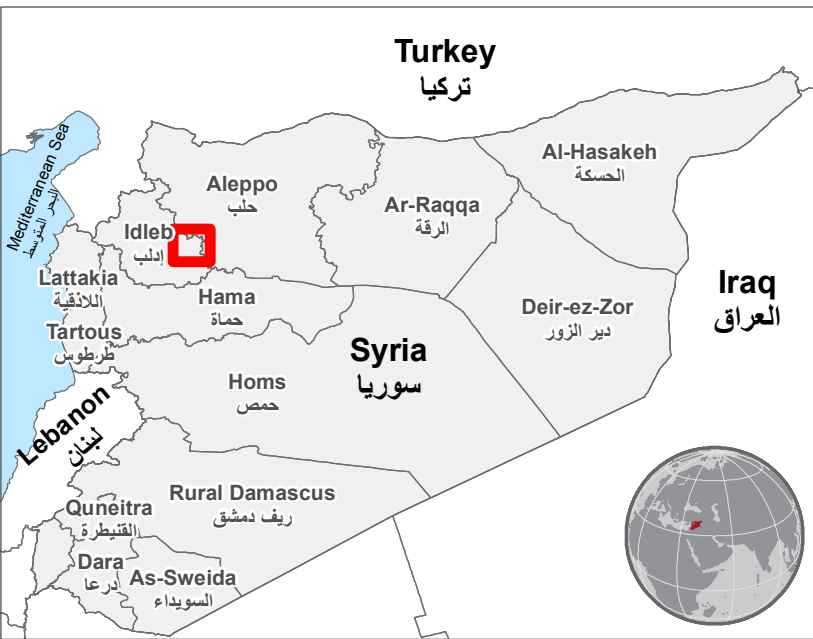 Turkey
تركيا
Mediterranean Sea
البحر المتوسط
Al-Hasakeh
الحسكة
Aleppo
حلب
Ar-Raqqa
الرقة
Idleb
إدلب
Lattakia
اللاذقية
Hama
حماة
Deir-ez-Zor
دير الزور
Iraq
العراق
Tartous
طرطوس
Syria
سوريا
Homs
حمص
Lebanon
لبنان
Rural Damascus
ريف دمشق
Quneitra
القنيطرة
Dara
درعا
As-Sweida
السويداء